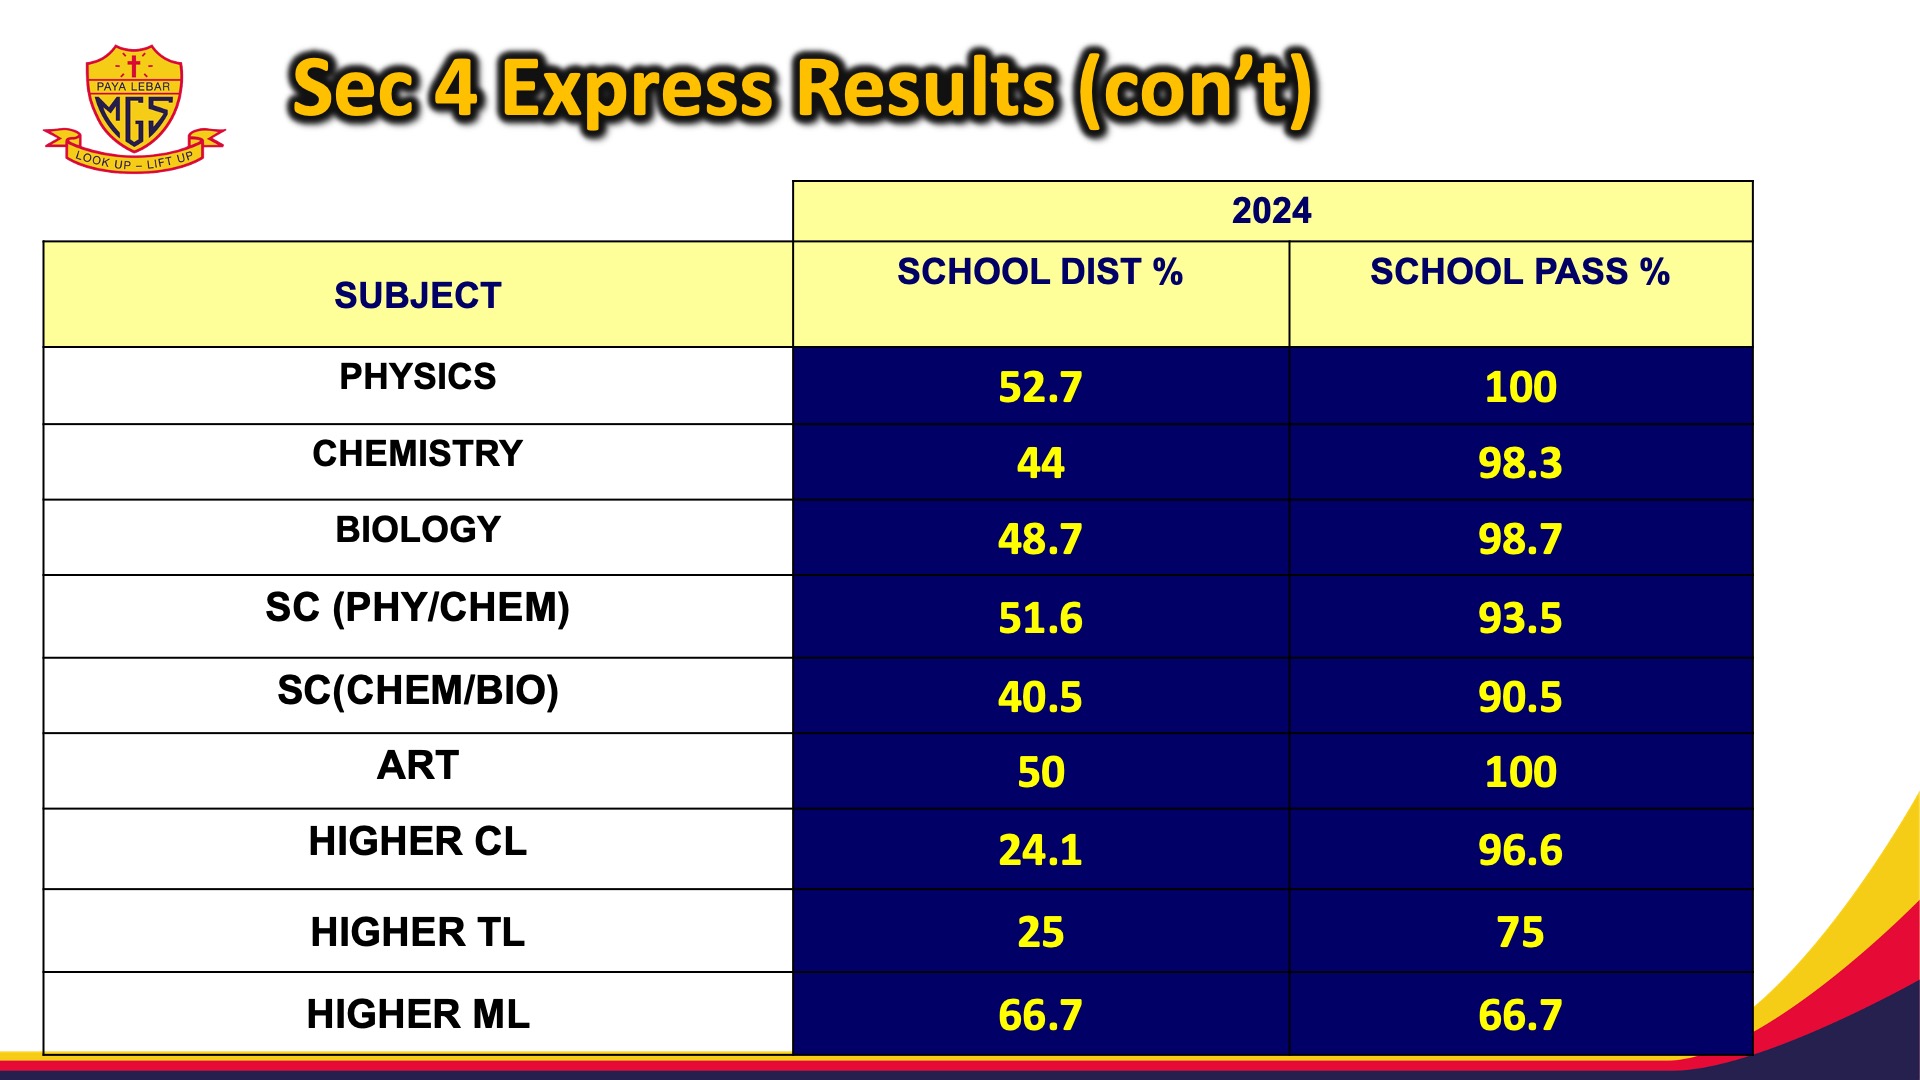 PAYA LEBAR
MGS
LOOK UP – LIFT UP
Sec 4 Express Results (con’t)
2024
SUBJECT SCHOOL DIST % SCHOOL PASS %
PHYSICS 52.7 100
CHEMISTRY 44 98.3
BIOLOGY 48.7 98.7
SC (PHY/CHEM) 51.6 93.5
SC(CHEM/BIO) 40.5 90.5
ART 50 100
HIGHER CL 24.1 96.6
HIGHER TL 25 75
HIGHER ML 66.7 66.7